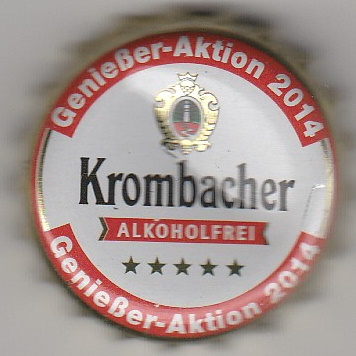 Genießer-Aktion 2014
Krombacher
ALKOHOLFREI
Genießer-Aktion 2014